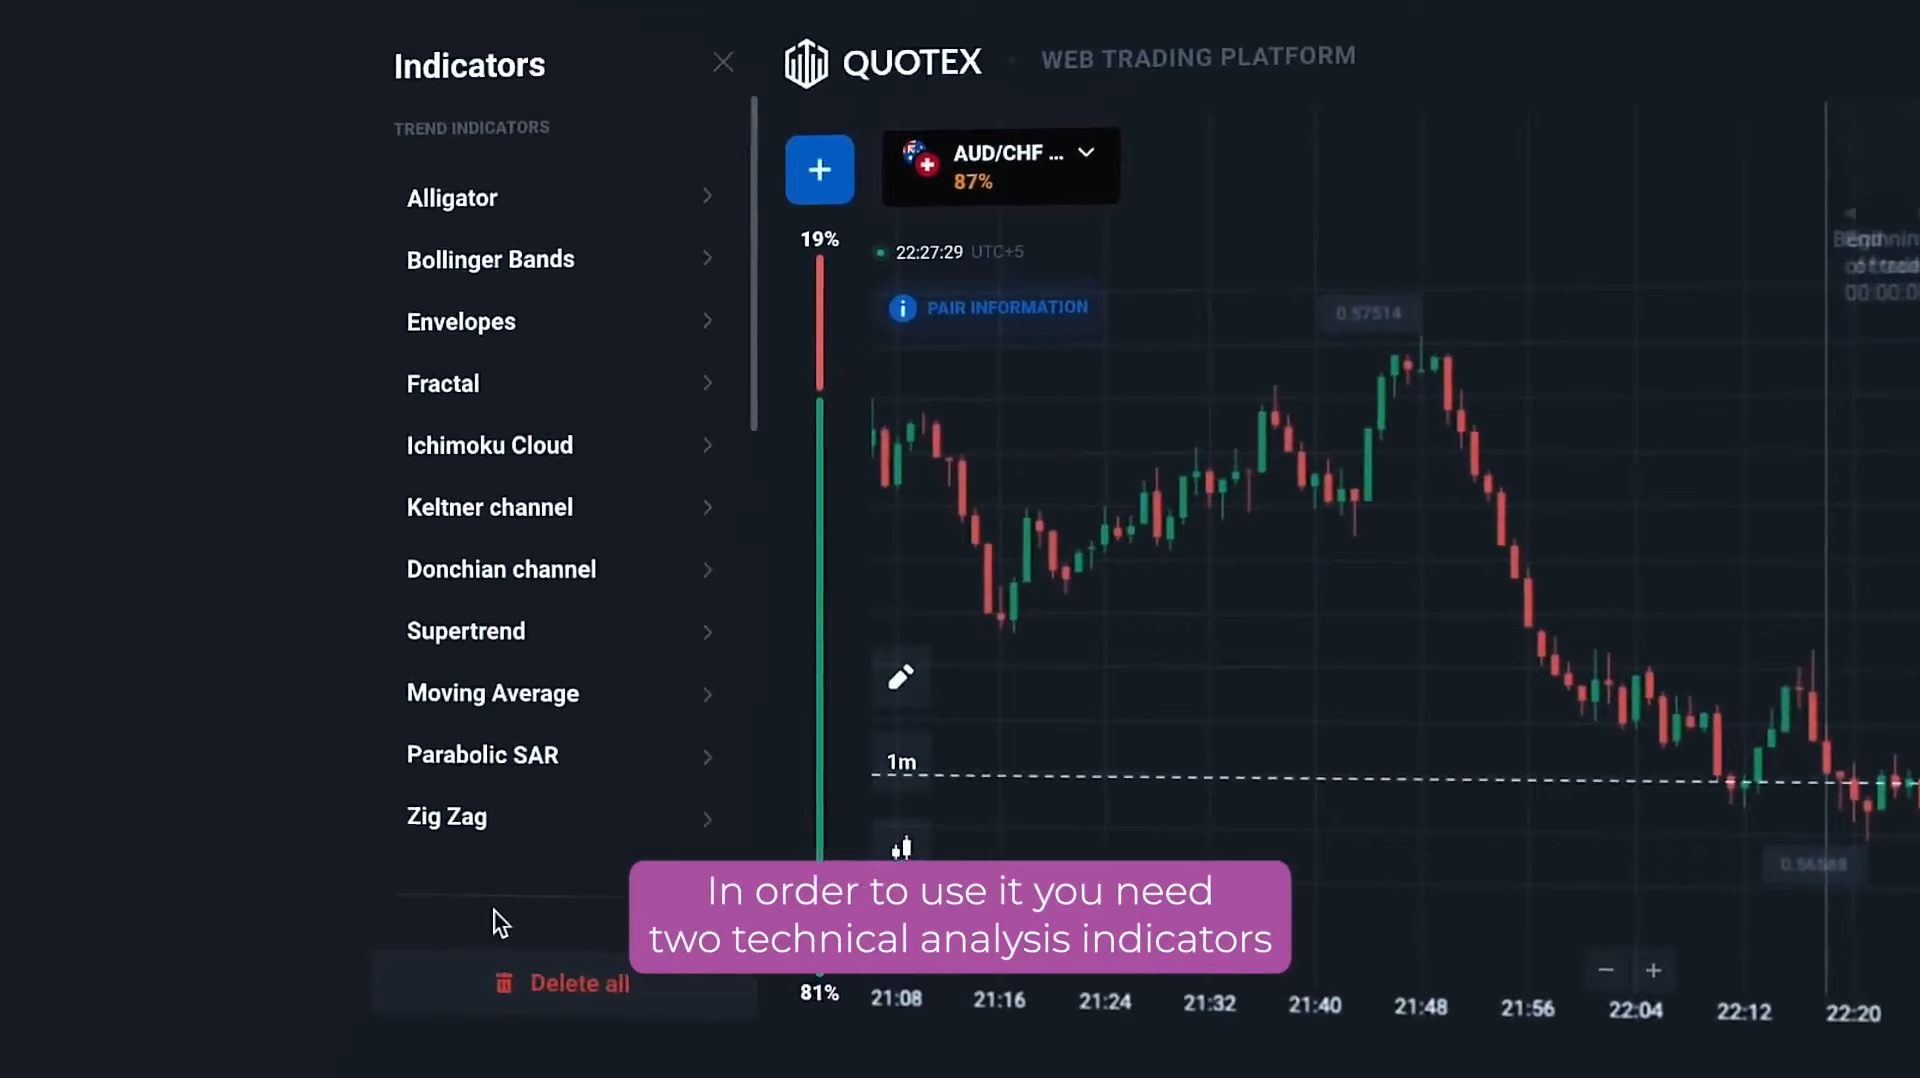 Indicators
TREND INDICATORS
Alligator
Bollinger Bands
Envelopes
Fractal
Ichimoku Cloud
Keltner channel
Donchian channel
Supertrend
Moving Average
Parabolic SAR
Zig Zag
Delete all
QUOTEX
WEB TRADING PLATFORM
AUD/CHF ...
87%
19%
22:27:29 UTC+5
PAIR INFORMATION
0.57514
1m
In order to use it you need
two technical analysis indicators
81%
21:08 21:16 21:24 21:32 21:40 21:48 21:56 22:04 22:12 22:20